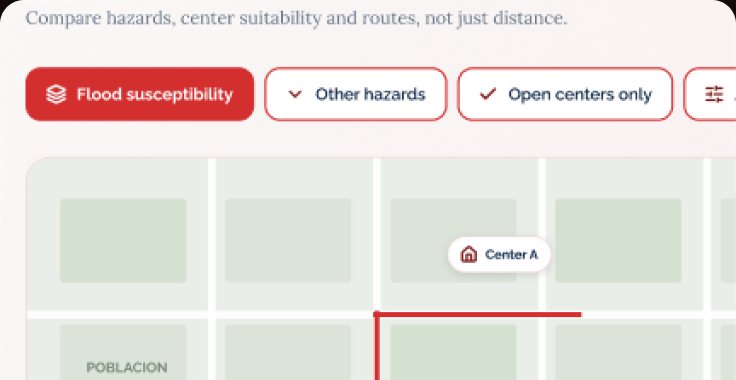 Compare hazards, center suitability and routes, not just distance.
Flood susceptibility
Other hazards
Open centers only
Center A
POBLACION